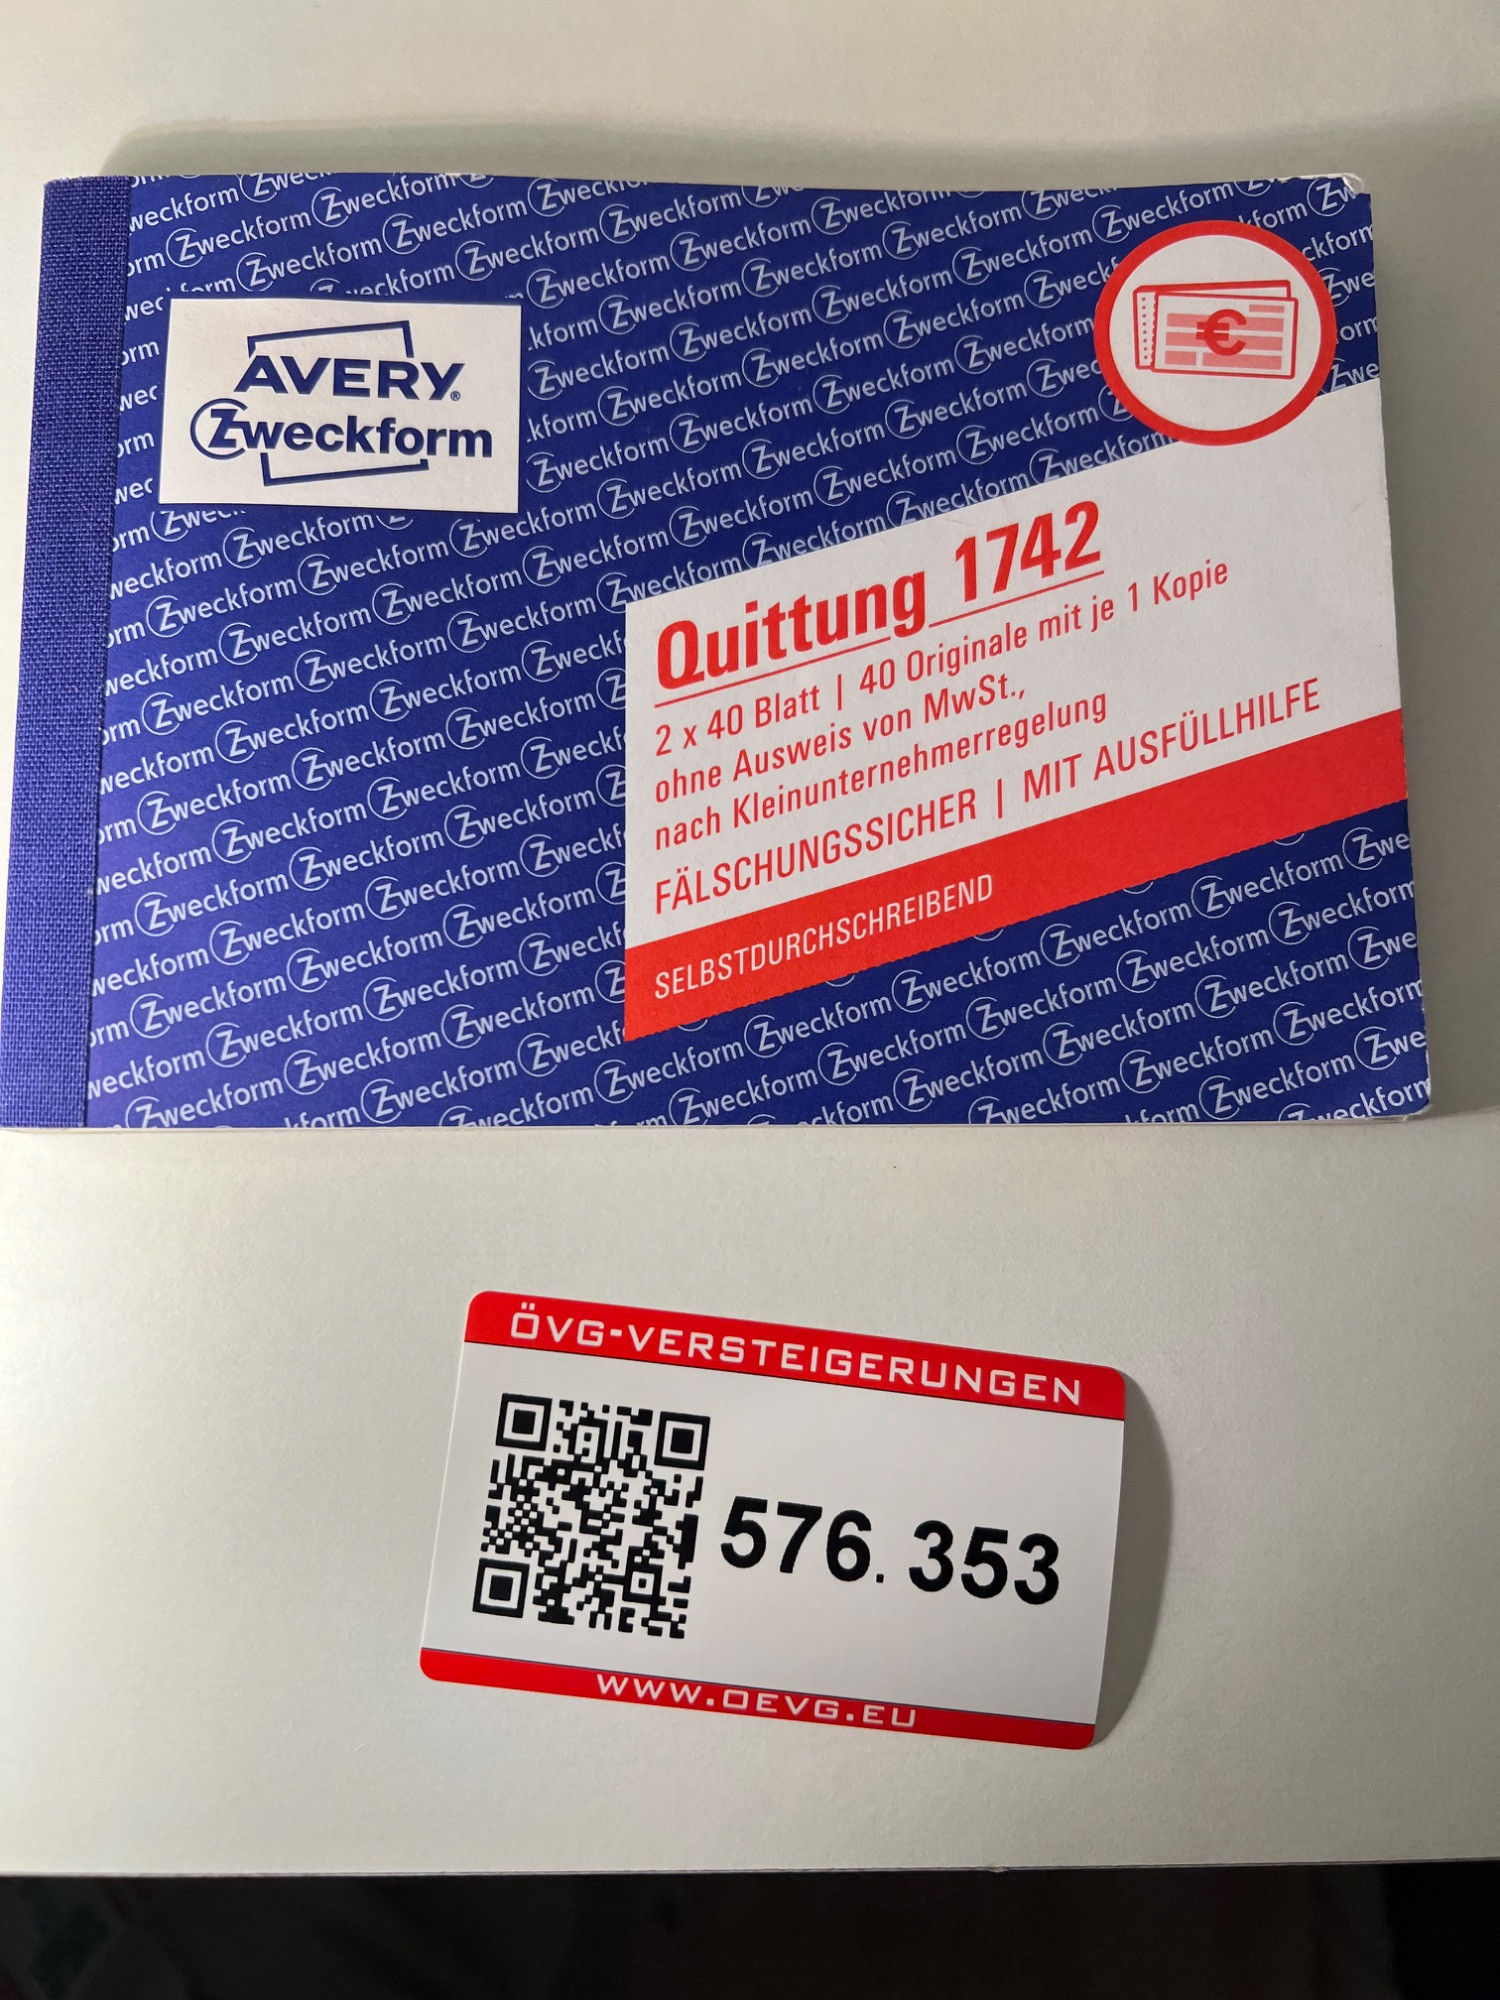 AVERY
Zweckform
€
Quittung 1742
2 x 40 Blatt | 40 Originale mit je 1 Kopie
ohne Ausweis von MwSt.,
nach Kleinunternehmerregelung
FÄLSCHUNGSSICHER | MIT AUSFÜLLHILFE
SELBSTDURCHSCHREIBEND
ÖVG-VERSTEIGERUNGEN
576.353
WWW.OEVG.EU